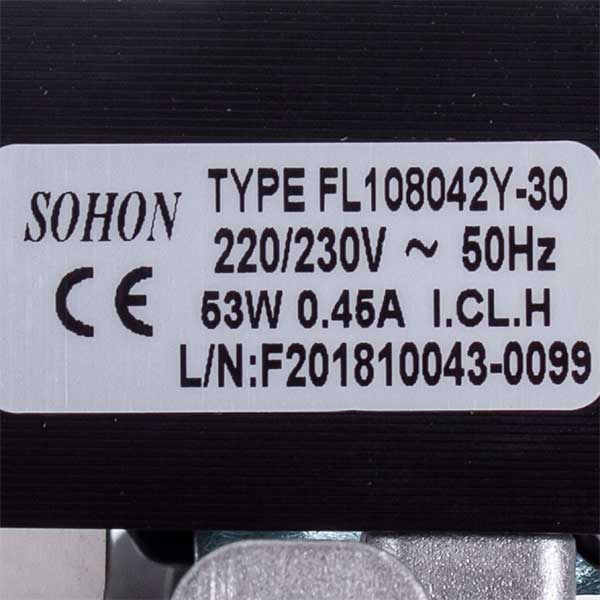 SOHON
TYPE FL108042Y-30
220/230V ~ 50Hz
CE
53W 0.45A I.CL.H
L/N:F201810043-0099